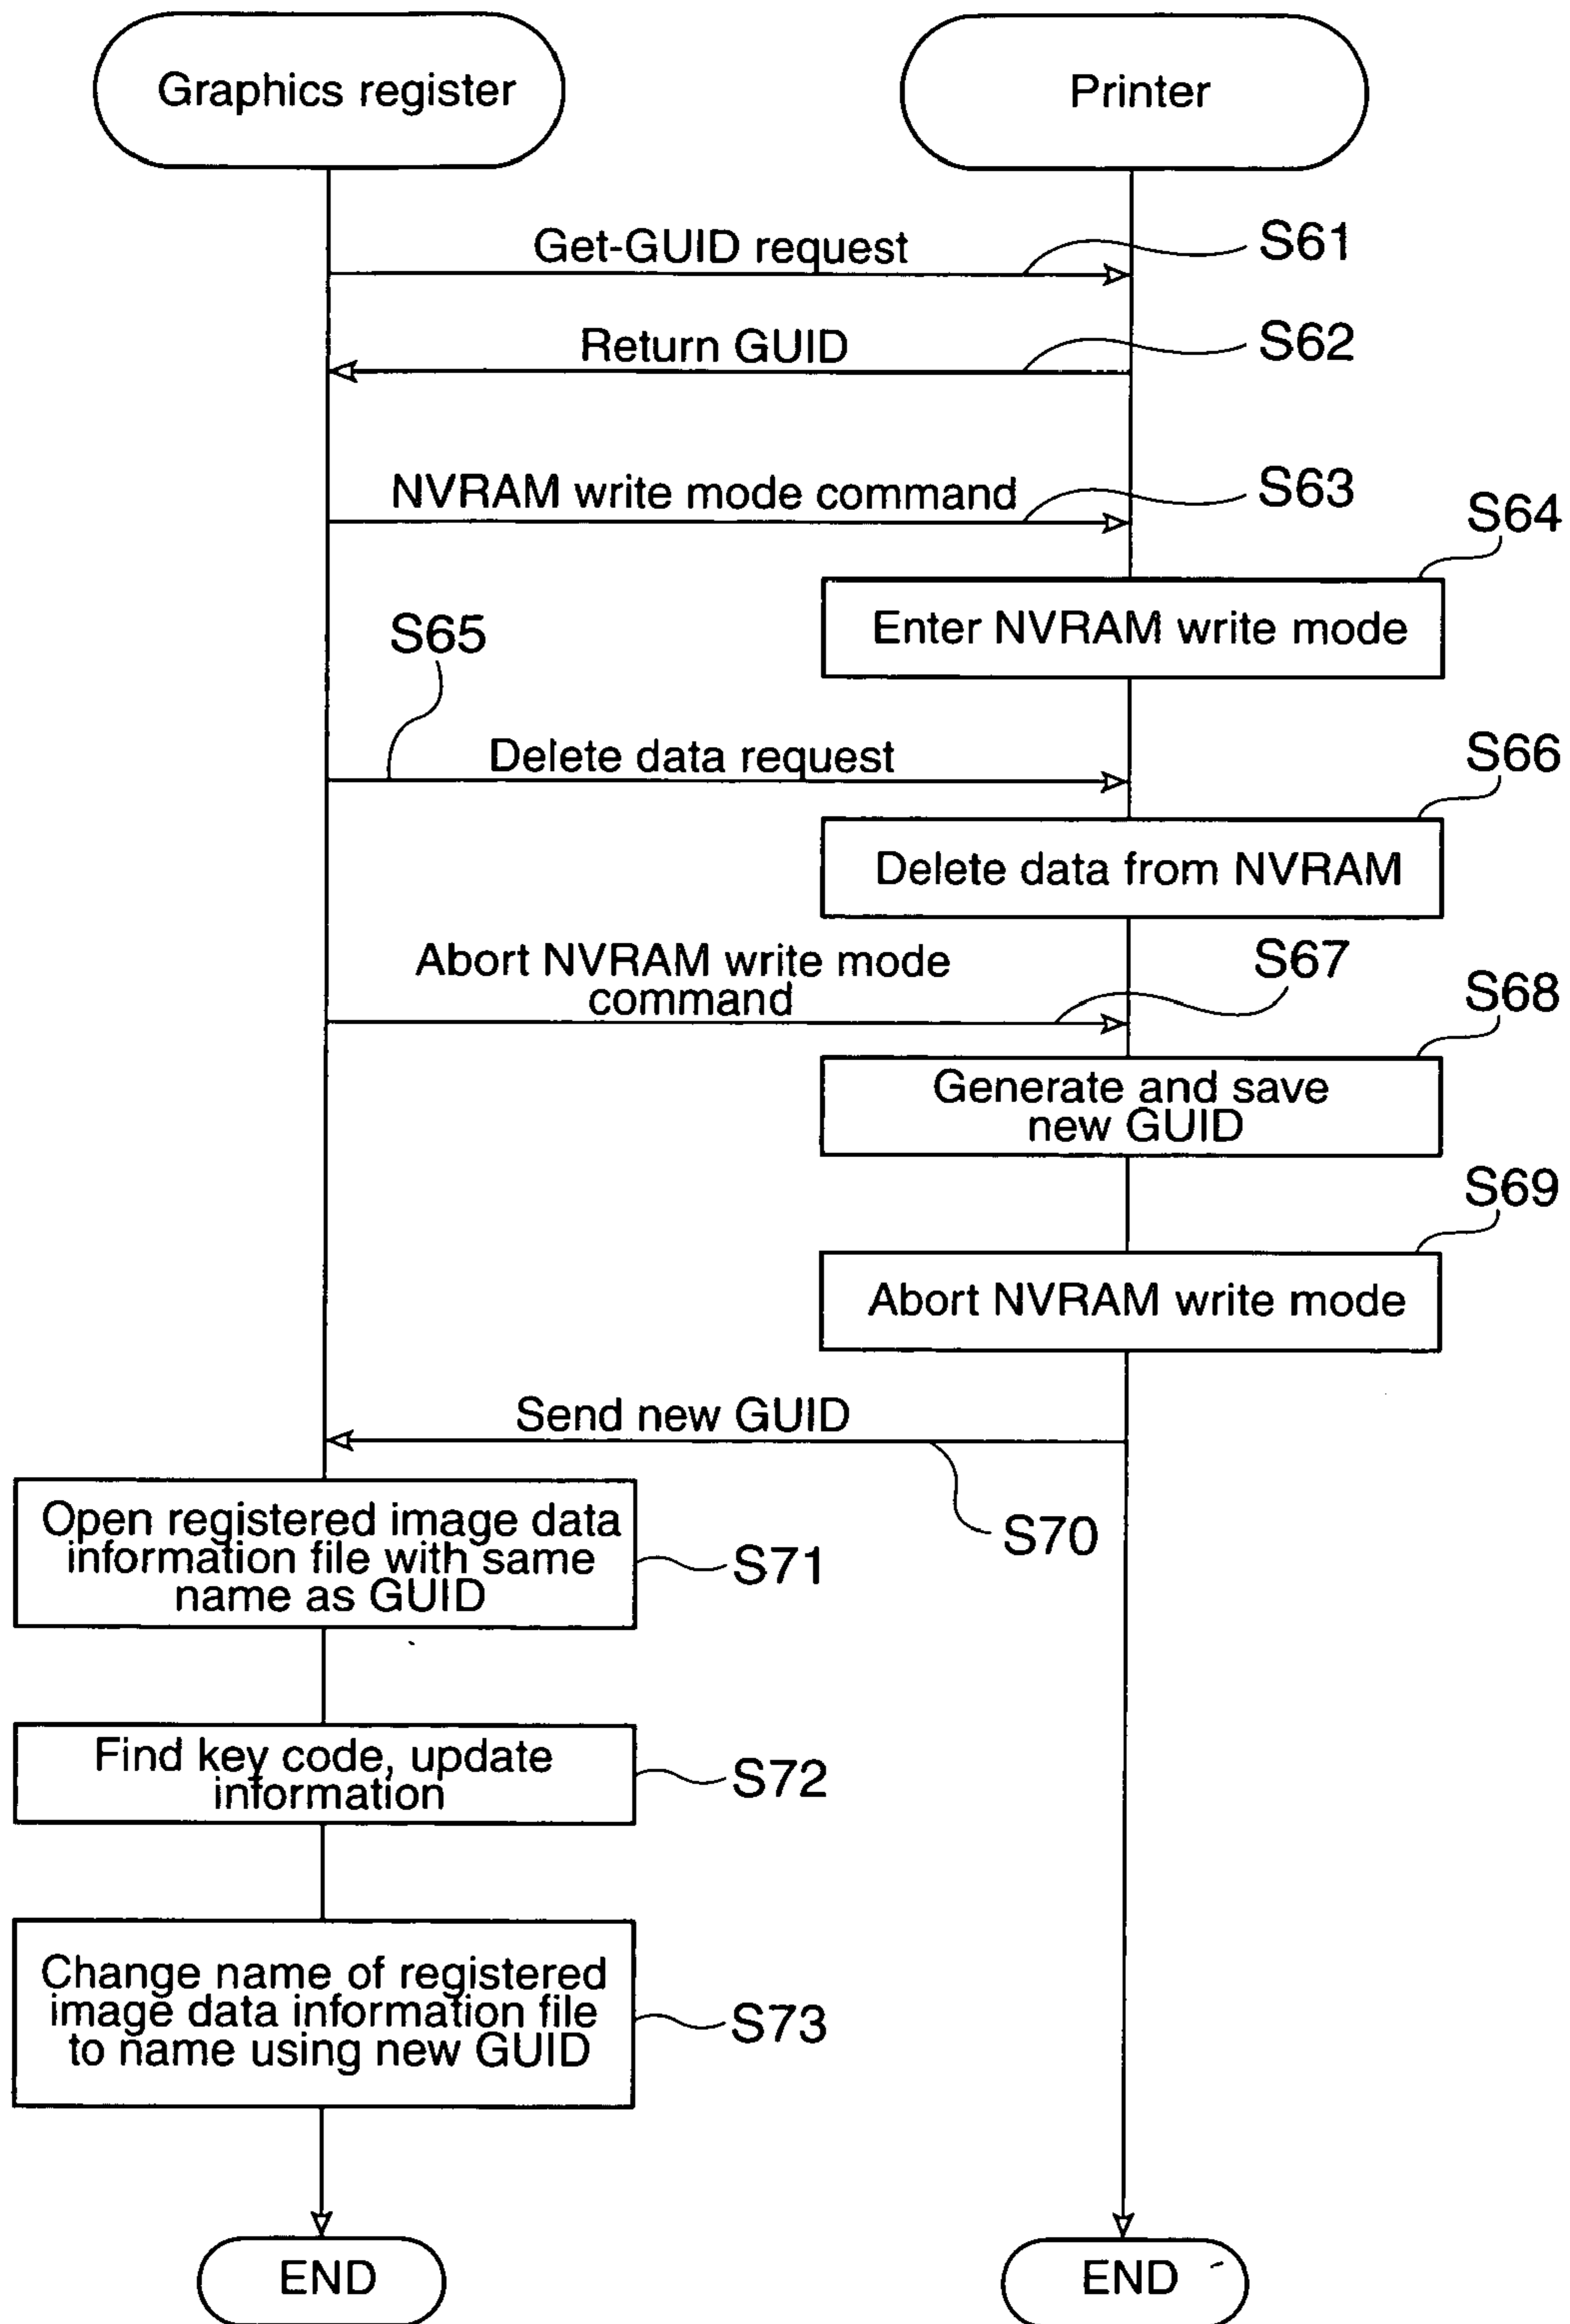 Graphics register
Printer
Get-GUID request
S61
Return GUID
S62
NVRAM write mode command
S63
S64
Enter NVRAM write mode
S65
Delete data request
S66
Delete data from NVRAM
Abort NVRAM write mode
command
S67
S68
Generate and save
new GUID
S69
Abort NVRAM write mode
Send new GUID
S70
Open registered image data
information file with same
name as GUID
S71
Find key code, update
information
S72
Change name of registered
image data information file
to name using new GUID
S73
END
END